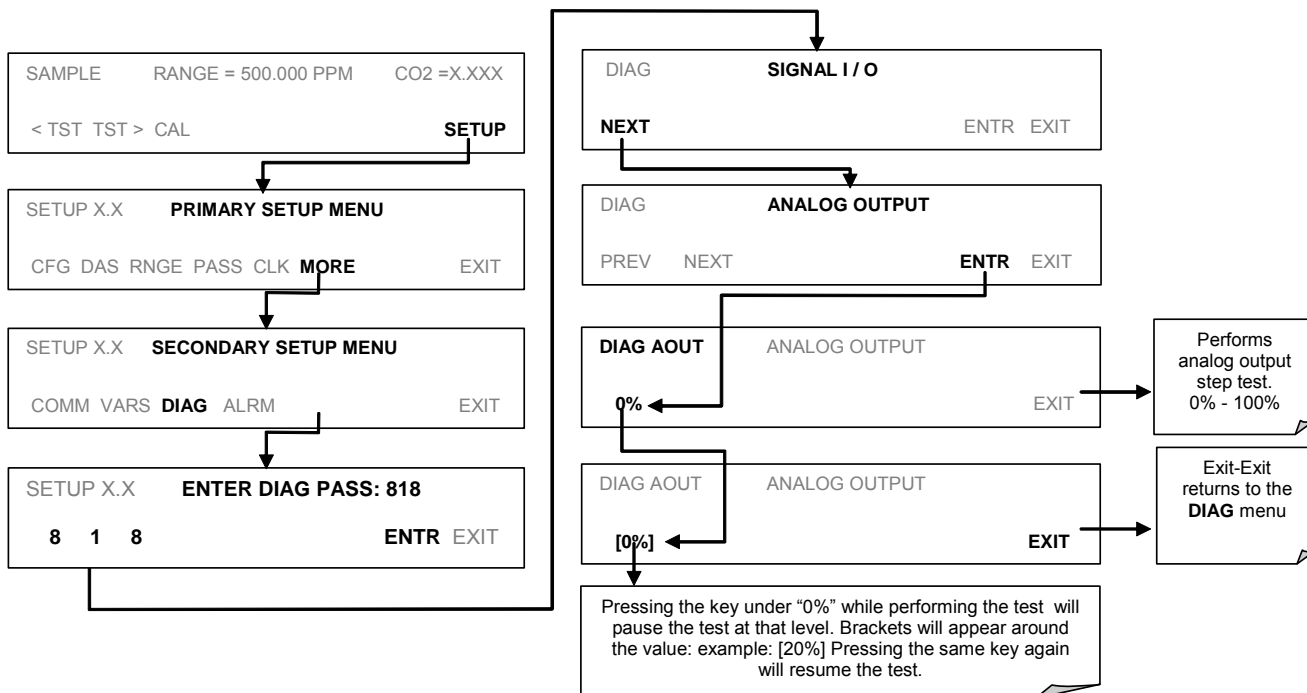 SAMPLE RANGE = 500.000 PPM CO2 =X.XXX
< TST TST > CAL SETUP
SETUP X.X PRIMARY SETUP MENU
CFG DAS RNGE PASS CLK MORE EXIT
SETUP X.X SECONDARY SETUP MENU
COMM VARS DIAG ALRM EXIT
SETUP X.X ENTER DIAG PASS: 818
8 1 8 ENTR EXIT
DIAG SIGNAL I / O
NEXT ENTR EXIT
DIAG ANALOG OUTPUT
PREV NEXT ENTR EXIT
DIAG AOUT ANALOG OUTPUT
0% EXIT
Performs
analog output
step test.
0% - 100%
DIAG AOUT ANALOG OUTPUT
[0%] EXIT
Exit-Exit
returns to the
DIAG menu
Pressing the key under “0%” while performing the test will
pause the test at that level. Brackets will appear around
the value: example: [20%] Pressing the same key again
will resume the test.